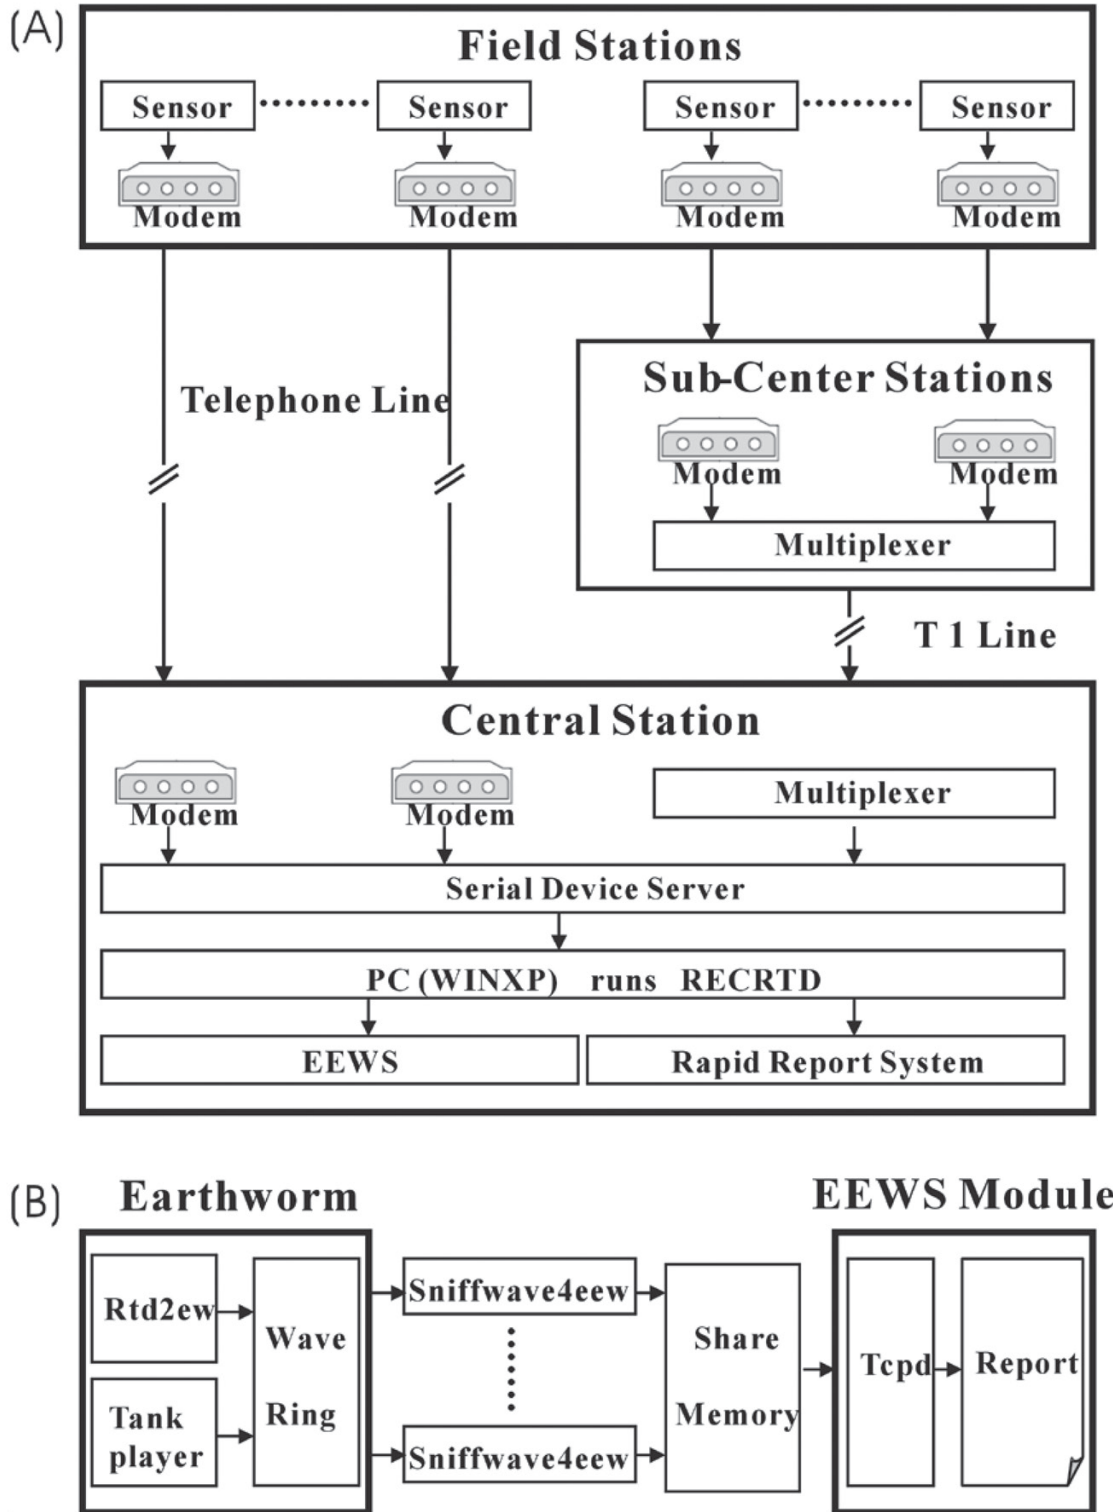 (A)
Field Stations
Sensor Sensor Sensor Sensor
Modem Modem Modem Modem
Telephone Line
Sub-Center Stations
Modem Modem
Multiplexer
T 1 Line
Central Station
Modem Modem Multiplexer
Serial Device Server
PC (WINXP) runs RECRTD
EEWS Rapid Report System
(B)
Earthworm
EEWS Module
Rtd2ew
Tank
player
Wave
Ring
Sniffwave4eew
Sniffwave4eew
Share
Memory
Tcpd
Report